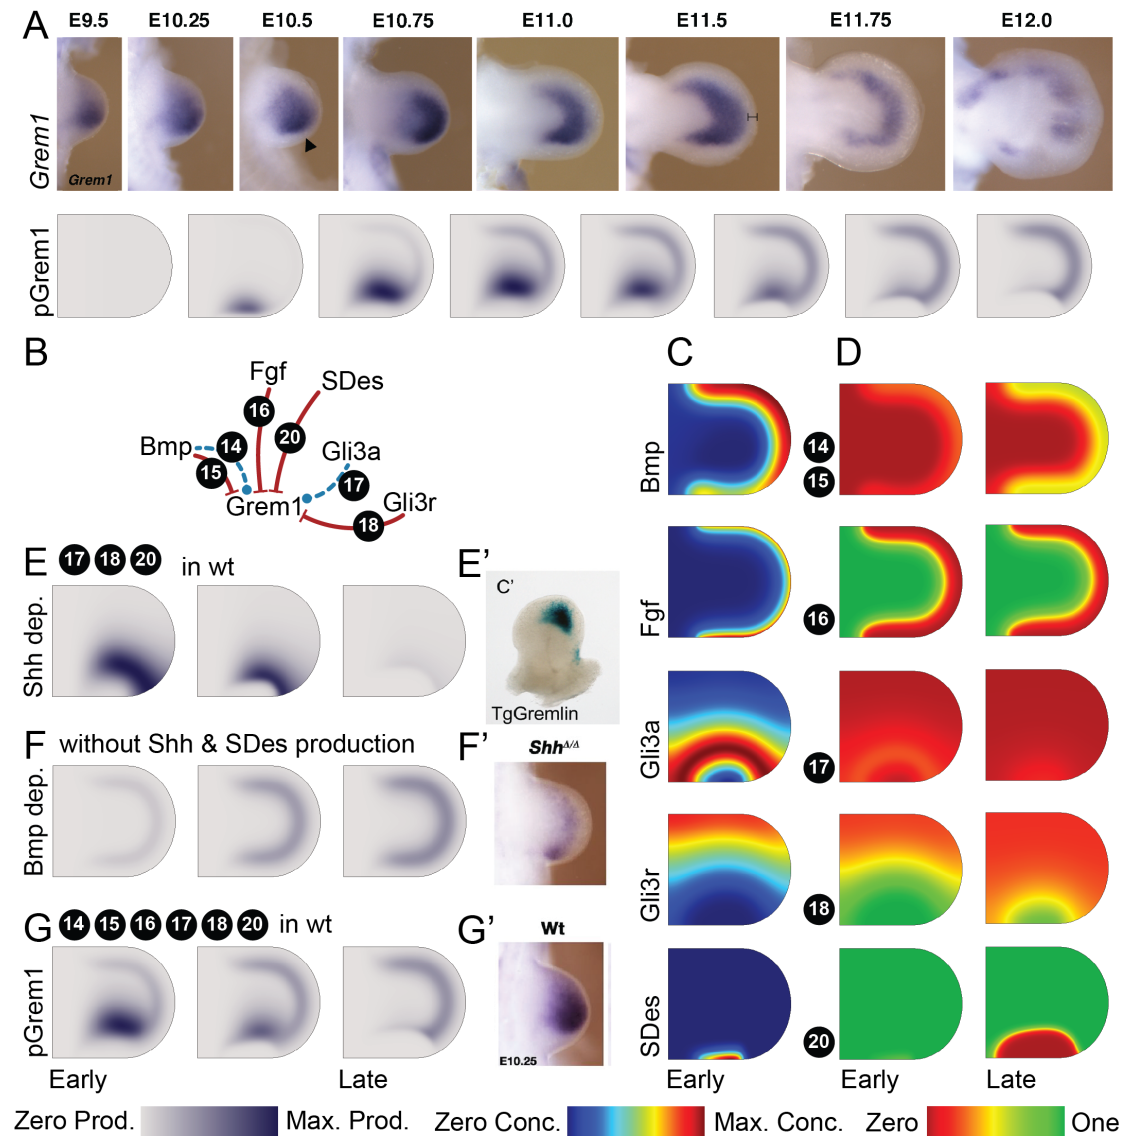 A
E9.5 E10.25 E10.5 E10.75 E11.0 E11.5 E11.75 E12.0
Grem1
Grem1
pGrem1
B
Fgf
SDes
16
20
Bmp
14
15
Gli3a
17
Grem1
Gli3r
18
C
D
Bmp
14
15
Fgf
16
Gli3a
17
Gli3r
18
SDes
20
Early
Early
Late
E
17 18 20 in wt
Shh dep.
E'
C'
TgGremlin
F
without Shh & SDes production
Bmp dep.
F'
ShhΔ/Δ
G
14 15 16 17 18 20 in wt
pGrem1
G'
Wt
E10.25
Early
Late
Zero Prod. Max. Prod. Zero Conc. Max. Conc. Zero One